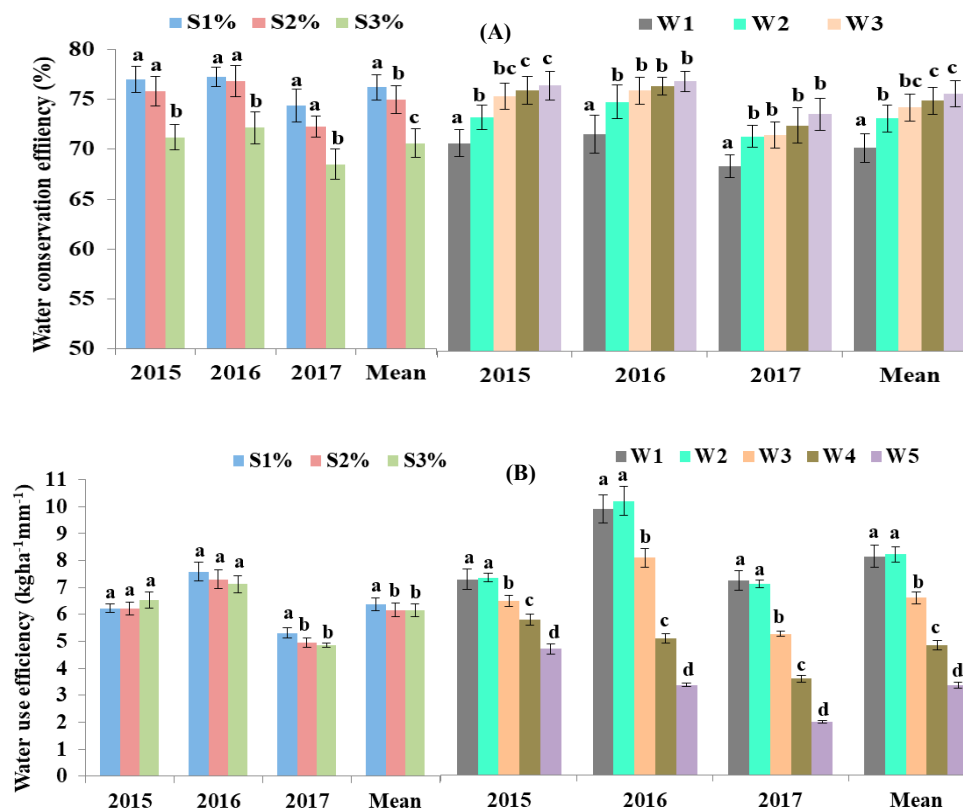 S1% S2% S3% (A) W1 W2 W3
Water conservation effiiency (%)
80
75
70
65
60
55
50
a a b a a b a a b a b c
a b bc c c a b b b b a b b b b a b bc c c
2015 2016 2017 Mean 2015 2016 2017 Mean
S1% S2% S3% (B) W1 W2 W3 W4 W5
Water use efficiency (kgha-1mm-1)
11
10
9
8
7
6
5
4
3
2
1
0
a a a a a a a b b a b b
a a b c d a a b c d a a b c d a a b c d
2015 2016 2017 Mean 2015 2016 2017 Mean